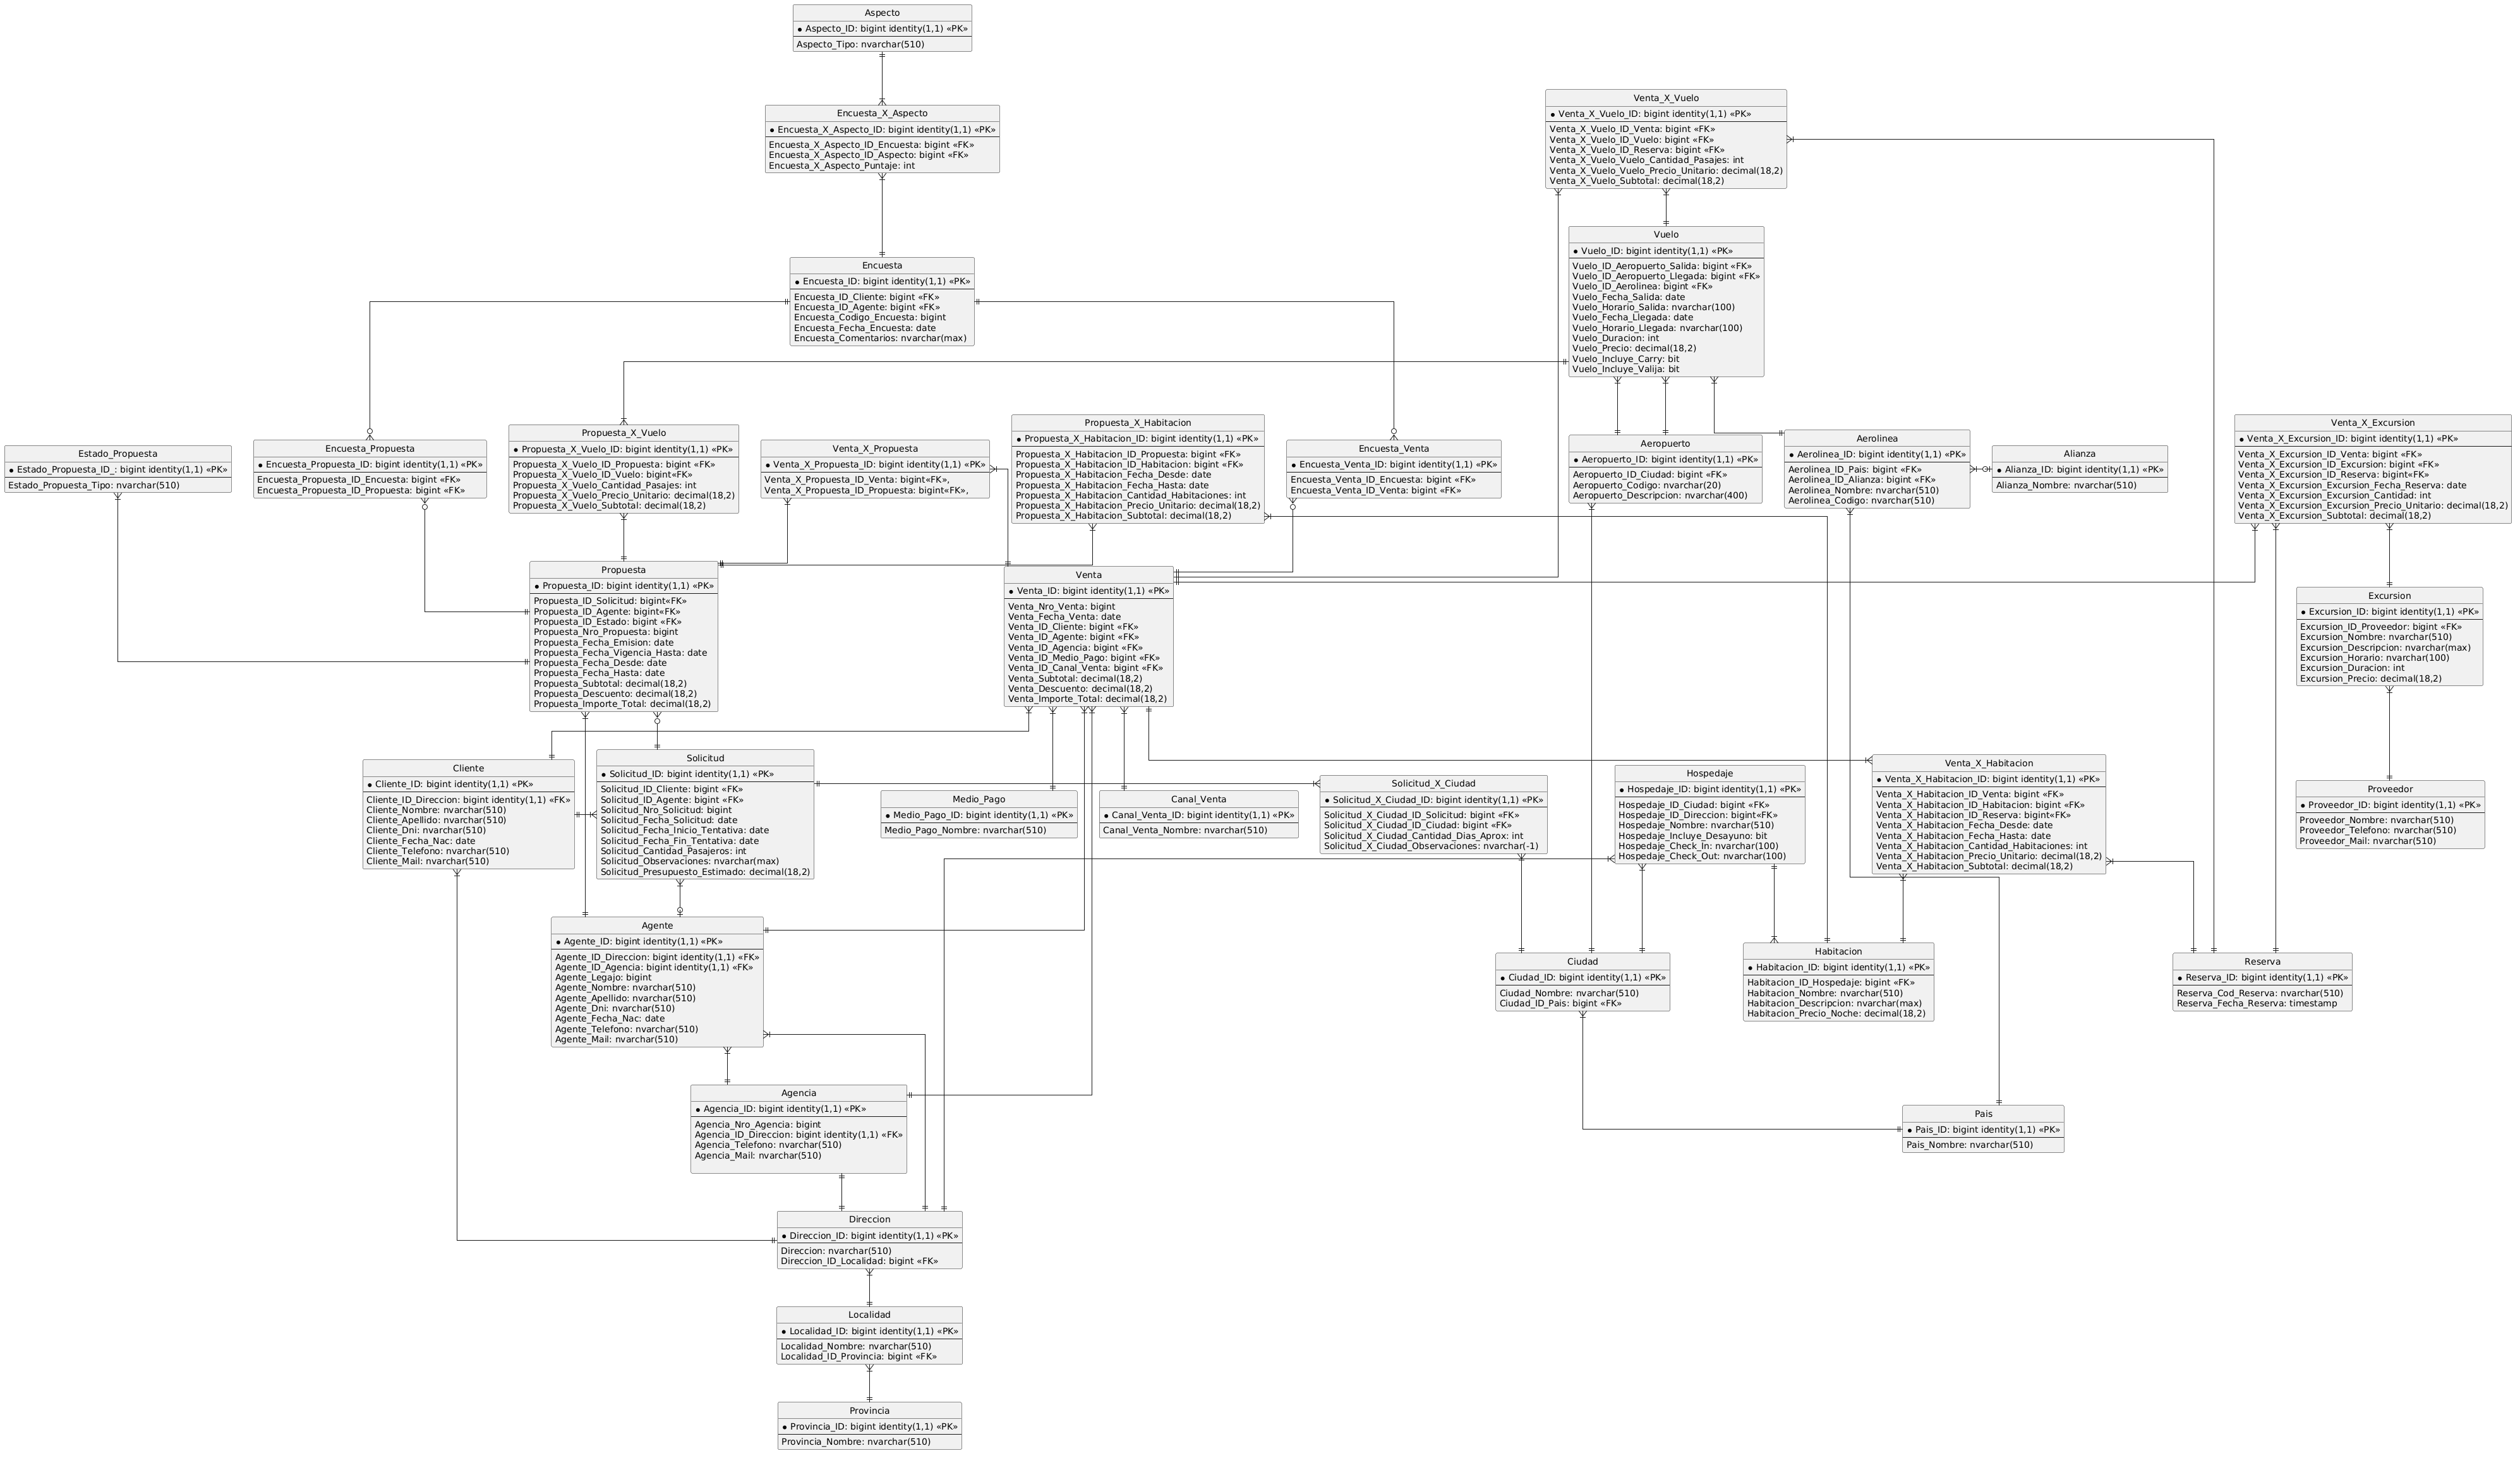 Aspecto
* Aspecto_ID: bigint identity(1,1) «PK»
Aspecto_Tipo: nvarchar(510)
Encuesta_X_Aspecto
* Encuesta_X_Aspecto_ID: bigint identity(1,1) «PK»
Encuesta_X_Aspecto_ID_Encuesta: bigint «FK»
Encuesta_X_Aspecto_ID_Aspecto: bigint «FK»
Encuesta_X_Aspecto_Puntaje: int
Venta_X_Vuelo
* Venta_X_Vuelo_ID: bigint identity(1,1) «PK»
Venta_X_Vuelo_ID_Venta: bigint «FK»
Venta_X_Vuelo_ID_Vuelo: bigint «FK»
Venta_X_Vuelo_ID_Reserva: bigint «FK»
Venta_X_Vuelo_Vuelo_Cantidad_Pasajes: int
Venta_X_Vuelo_Vuelo_Precio_Unitario: decimal(18,2)
Venta_X_Vuelo_Subtotal: decimal(18,2)
Encuesta
* Encuesta_ID: bigint identity(1,1) «PK»
Encuesta_ID_Cliente: bigint «FK»
Encuesta_ID_Agente: bigint «FK»
Encuesta_Codigo_Encuesta: bigint
Encuesta_Fecha_Encuesta: date
Encuesta_Comentarios: nvarchar(max)
Vuelo
* Vuelo_ID: bigint identity(1,1) «PK»
Vuelo_ID_Aeropuerto_Salida: bigint «FK»
Vuelo_ID_Aeropuerto_Llegada: bigint «FK»
Vuelo_ID_Aerolinea: bigint «FK»
Vuelo_Fecha_Salida: date
Vuelo_Horario_Salida: nvarchar(100)
Vuelo_Fecha_Llegada: date
Vuelo_Horario_Llegada: nvarchar(100)
Vuelo_Duracion: int
Vuelo_Precio: decimal(18,2)
Vuelo_Incluye_Carry: bit
Vuelo_Incluye_Valija: bit
Estado_Propuesta
* Estado_Propuesta_ID_: bigint identity(1,1) «PK»
Estado_Propuesta_Tipo: nvarchar(510)
Encuesta_Propuesta
* Encuesta_Propuesta_ID: bigint identity(1,1) «PK»
Encuesta_Propuesta_ID_Encuesta: bigint «FK»
Encuesta_Propuesta_ID_Propuesta: bigint «FK»
Propuesta_X_Vuelo
* Propuesta_X_Vuelo_ID: bigint identity(1,1) «PK»
Propuesta_X_Vuelo_ID_Propuesta: bigint «FK»
Propuesta_X_Vuelo_ID_Vuelo: bigint«FK»
Propuesta_X_Vuelo_Cantidad_Pasajes: int
Propuesta_X_Vuelo_Precio_Unitario: decimal(18,2)
Propuesta_X_Vuelo_Subtotal: decimal(18,2)
Venta_X_Propuesta
* Venta_X_Propuesta_ID: bigint identity(1,1) «PK»
Venta_X_Propuesta_ID_Venta: bigint«FK»,
Venta_X_Propuesta_ID_Propuesta: bigint«FK»,
Propuesta_X_Habitacion
* Propuesta_X_Habitacion_ID: bigint identity(1,1) «PK»
Propuesta_X_Habitacion_ID_Propuesta: bigint «FK»
Propuesta_X_Habitacion_ID_Habitacion: bigint «FK»
Propuesta_X_Habitacion_Fecha_Desde: date
Propuesta_X_Habitacion_Fecha_Hasta: date
Propuesta_X_Habitacion_Cantidad_Habitaciones: int
Propuesta_X_Habitacion_Precio_Unitario: decimal(18,2)
Propuesta_X_Habitacion_Subtotal: decimal(18,2)
Encuesta_Venta
* Encuesta_Venta_ID: bigint identity(1,1) «PK»
Encuesta_Venta_ID_Encuesta: bigint «FK»
Encuesta_Venta_ID_Venta: bigint «FK»
Aeropuerto
* Aeropuerto_ID: bigint identity(1,1) «PK»
Aeropuerto_ID_Ciudad: bigint «FK»
Aeropuerto_Codigo: nvarchar(20)
Aeropuerto_Descripcion: nvarchar(400)
Aerolinea
* Aerolinea_ID: bigint identity(1,1) «PK»
Aerolinea_ID_Pais: bigint «FK»
Aerolinea_ID_Alianza: bigint «FK»
Aerolinea_Nombre: nvarchar(510)
Aerolinea_Codigo: nvarchar(510)
Alianza
* Alianza_ID: bigint identity(1,1) «PK»
Alianza_Nombre: nvarchar(510)
Venta_X_Excursion
* Venta_X_Excursion_ID: bigint identity(1,1) «PK»
Venta_X_Excursion_ID_Venta: bigint «FK»
Venta_X_Excursion_ID_Excursion: bigint «FK»
Venta_X_Excursion_ID_Reserva: bigint«FK»
Venta_X_Excursion_Excursion_Fecha_Reserva: date
Venta_X_Excursion_Excursion_Cantidad: int
Venta_X_Excursion_Excursion_Precio_Unitario: decimal(18,2)
Venta_X_Excursion_Subtotal: decimal(18,2)
Propuesta
* Propuesta_ID: bigint identity(1,1) «PK»
Propuesta_ID_Solicitud: bigint«FK»
Propuesta_ID_Agente: bigint«FK»
Propuesta_ID_Estado: bigint «FK»
Propuesta_Nro_Propuesta: bigint
Propuesta_Fecha_Emision: date
Propuesta_Fecha_Vigencia_Hasta: date
Propuesta_Fecha_Desde: date
Propuesta_Fecha_Hasta: date
Propuesta_Subtotal: decimal(18,2)
Propuesta_Descuento: decimal(18,2)
Propuesta_Importe_Total: decimal(18,2)
Venta
* Venta_ID: bigint identity(1,1) «PK»
Venta_Nro_Venta: bigint
Venta_Fecha_Venta: date
Venta_ID_Cliente: bigint «FK»
Venta_ID_Agente: bigint «FK»
Venta_ID_Agencia: bigint «FK»
Venta_ID_Medio_Pago: bigint «FK»
Venta_ID_Canal_Venta: bigint «FK»
Venta_Subtotal: decimal(18,2)
Venta_Descuento: decimal(18,2)
Venta_Importe_Total: decimal(18,2)
Excursion
* Excursion_ID: bigint identity(1,1) «PK»
Excursion_ID_Proveedor: bigint «FK»
Excursion_Nombre: nvarchar(510)
Excursion_Descripcion: nvarchar(max)
Excursion_Horario: nvarchar(100)
Excursion_Duracion: int
Excursion_Precio: decimal(18,2)
Cliente
* Cliente_ID: bigint identity(1,1) «PK»
Cliente_ID_Direccion: bigint identity(1,1) «FK»
Cliente_Nombre: nvarchar(510)
Cliente_Apellido: nvarchar(510)
Cliente_Dni: nvarchar(510)
Cliente_Fecha_Nac: date
Cliente_Telefono: nvarchar(510)
Cliente_Mail: nvarchar(510)
Solicitud
* Solicitud_ID: bigint identity(1,1) «PK»
Solicitud_ID_Cliente: bigint «FK»
Solicitud_ID_Agente: bigint «FK»
Solicitud_Nro_Solicitud: bigint
Solicitud_Fecha_Solicitud: date
Solicitud_Fecha_Inicio_Tentativa: date
Solicitud_Fecha_Fin_Tentativa: date
Solicitud_Cantidad_Pasajeros: int
Solicitud_Observaciones: nvarchar(max)
Solicitud_Presupuesto_Estimado: decimal(18,2)
Medio_Pago
* Medio_Pago_ID: bigint identity(1,1) «PK»
Medio_Pago_Nombre: nvarchar(510)
Canal_Venta
* Canal_Venta_ID: bigint identity(1,1) «PK»
Canal_Venta_Nombre: nvarchar(510)
Solicitud_X_Ciudad
* Solicitud_X_Ciudad_ID: bigint identity(1,1) «PK»
Solicitud_X_Ciudad_ID_Solicitud: bigint «FK»
Solicitud_X_Ciudad_ID_Ciudad: bigint «FK»
Solicitud_X_Ciudad_Cantidad_Dias_Aprox: int
Solicitud_X_Ciudad_Observaciones: nvarchar(-1)
Hospedaje
* Hospedaje_ID: bigint identity(1,1) «PK»
Hospedaje_ID_Ciudad: bigint «FK»
Hospedaje_ID_Direccion: bigint«FK»
Hospedaje_Nombre: nvarchar(510)
Hospedaje_Incluye_Desayuno: bit
Hospedaje_Check_In: nvarchar(100)
Hospedaje_Check_Out: nvarchar(100)
Venta_X_Habitacion
* Venta_X_Habitacion_ID: bigint identity(1,1) «PK»
Venta_X_Habitacion_ID_Venta: bigint «FK»
Venta_X_Habitacion_ID_Habitacion: bigint «FK»
Venta_X_Habitacion_ID_Reserva: bigint«FK»
Venta_X_Habitacion_Fecha_Desde: date
Venta_X_Habitacion_Fecha_Hasta: date
Venta_X_Habitacion_Cantidad_Habitaciones: int
Venta_X_Habitacion_Precio_Unitario: decimal(18,2)
Venta_X_Habitacion_Subtotal: decimal(18,2)
Proveedor
* Proveedor_ID: bigint identity(1,1) «PK»
Proveedor_Nombre: nvarchar(510)
Proveedor_Telefono: nvarchar(510)
Proveedor_Mail: nvarchar(510)
Agente
* Agente_ID: bigint identity(1,1) «PK»
Agente_ID_Direccion: bigint identity(1,1) «FK»
Agente_ID_Agencia: bigint identity(1,1) «FK»
Agente_Legajo: bigint
Agente_Nombre: nvarchar(510)
Agente_Apellido: nvarchar(510)
Agente_Dni: nvarchar(510)
Agente_Fecha_Nac: date
Agente_Telefono: nvarchar(510)
Agente_Mail: nvarchar(510)
Ciudad
* Ciudad_ID: bigint identity(1,1) «PK»
Ciudad_Nombre: nvarchar(510)
Ciudad_ID_Pais: bigint «FK»
Habitacion
* Habitacion_ID: bigint identity(1,1) «PK»
Habitacion_ID_Hospedaje: bigint «FK»
Habitacion_Nombre: nvarchar(510)
Habitacion_Descripcion: nvarchar(max)
Habitacion_Precio_Noche: decimal(18,2)
Reserva
* Reserva_ID: bigint identity(1,1) «PK»
Reserva_Cod_Reserva: nvarchar(510)
Reserva_Fecha_Reserva: timestamp
Agencia
* Agencia_ID: bigint identity(1,1) «PK»
Agencia_Nro_Agencia: bigint
Agencia_ID_Direccion: bigint identity(1,1) «FK»
Agencia_Telefono: nvarchar(510)
Agencia_Mail: nvarchar(510)
Pais
* Pais_ID: bigint identity(1,1) «PK»
Pais_Nombre: nvarchar(510)
Direccion
* Direccion_ID: bigint identity(1,1) «PK»
Direccion: nvarchar(510)
Direccion_ID_Localidad: bigint «FK»
Localidad
* Localidad_ID: bigint identity(1,1) «PK»
Localidad_Nombre: nvarchar(510)
Localidad_ID_Provincia: bigint «FK»
Provincia
* Provincia_ID: bigint identity(1,1) «PK»
Provincia_Nombre: nvarchar(510)